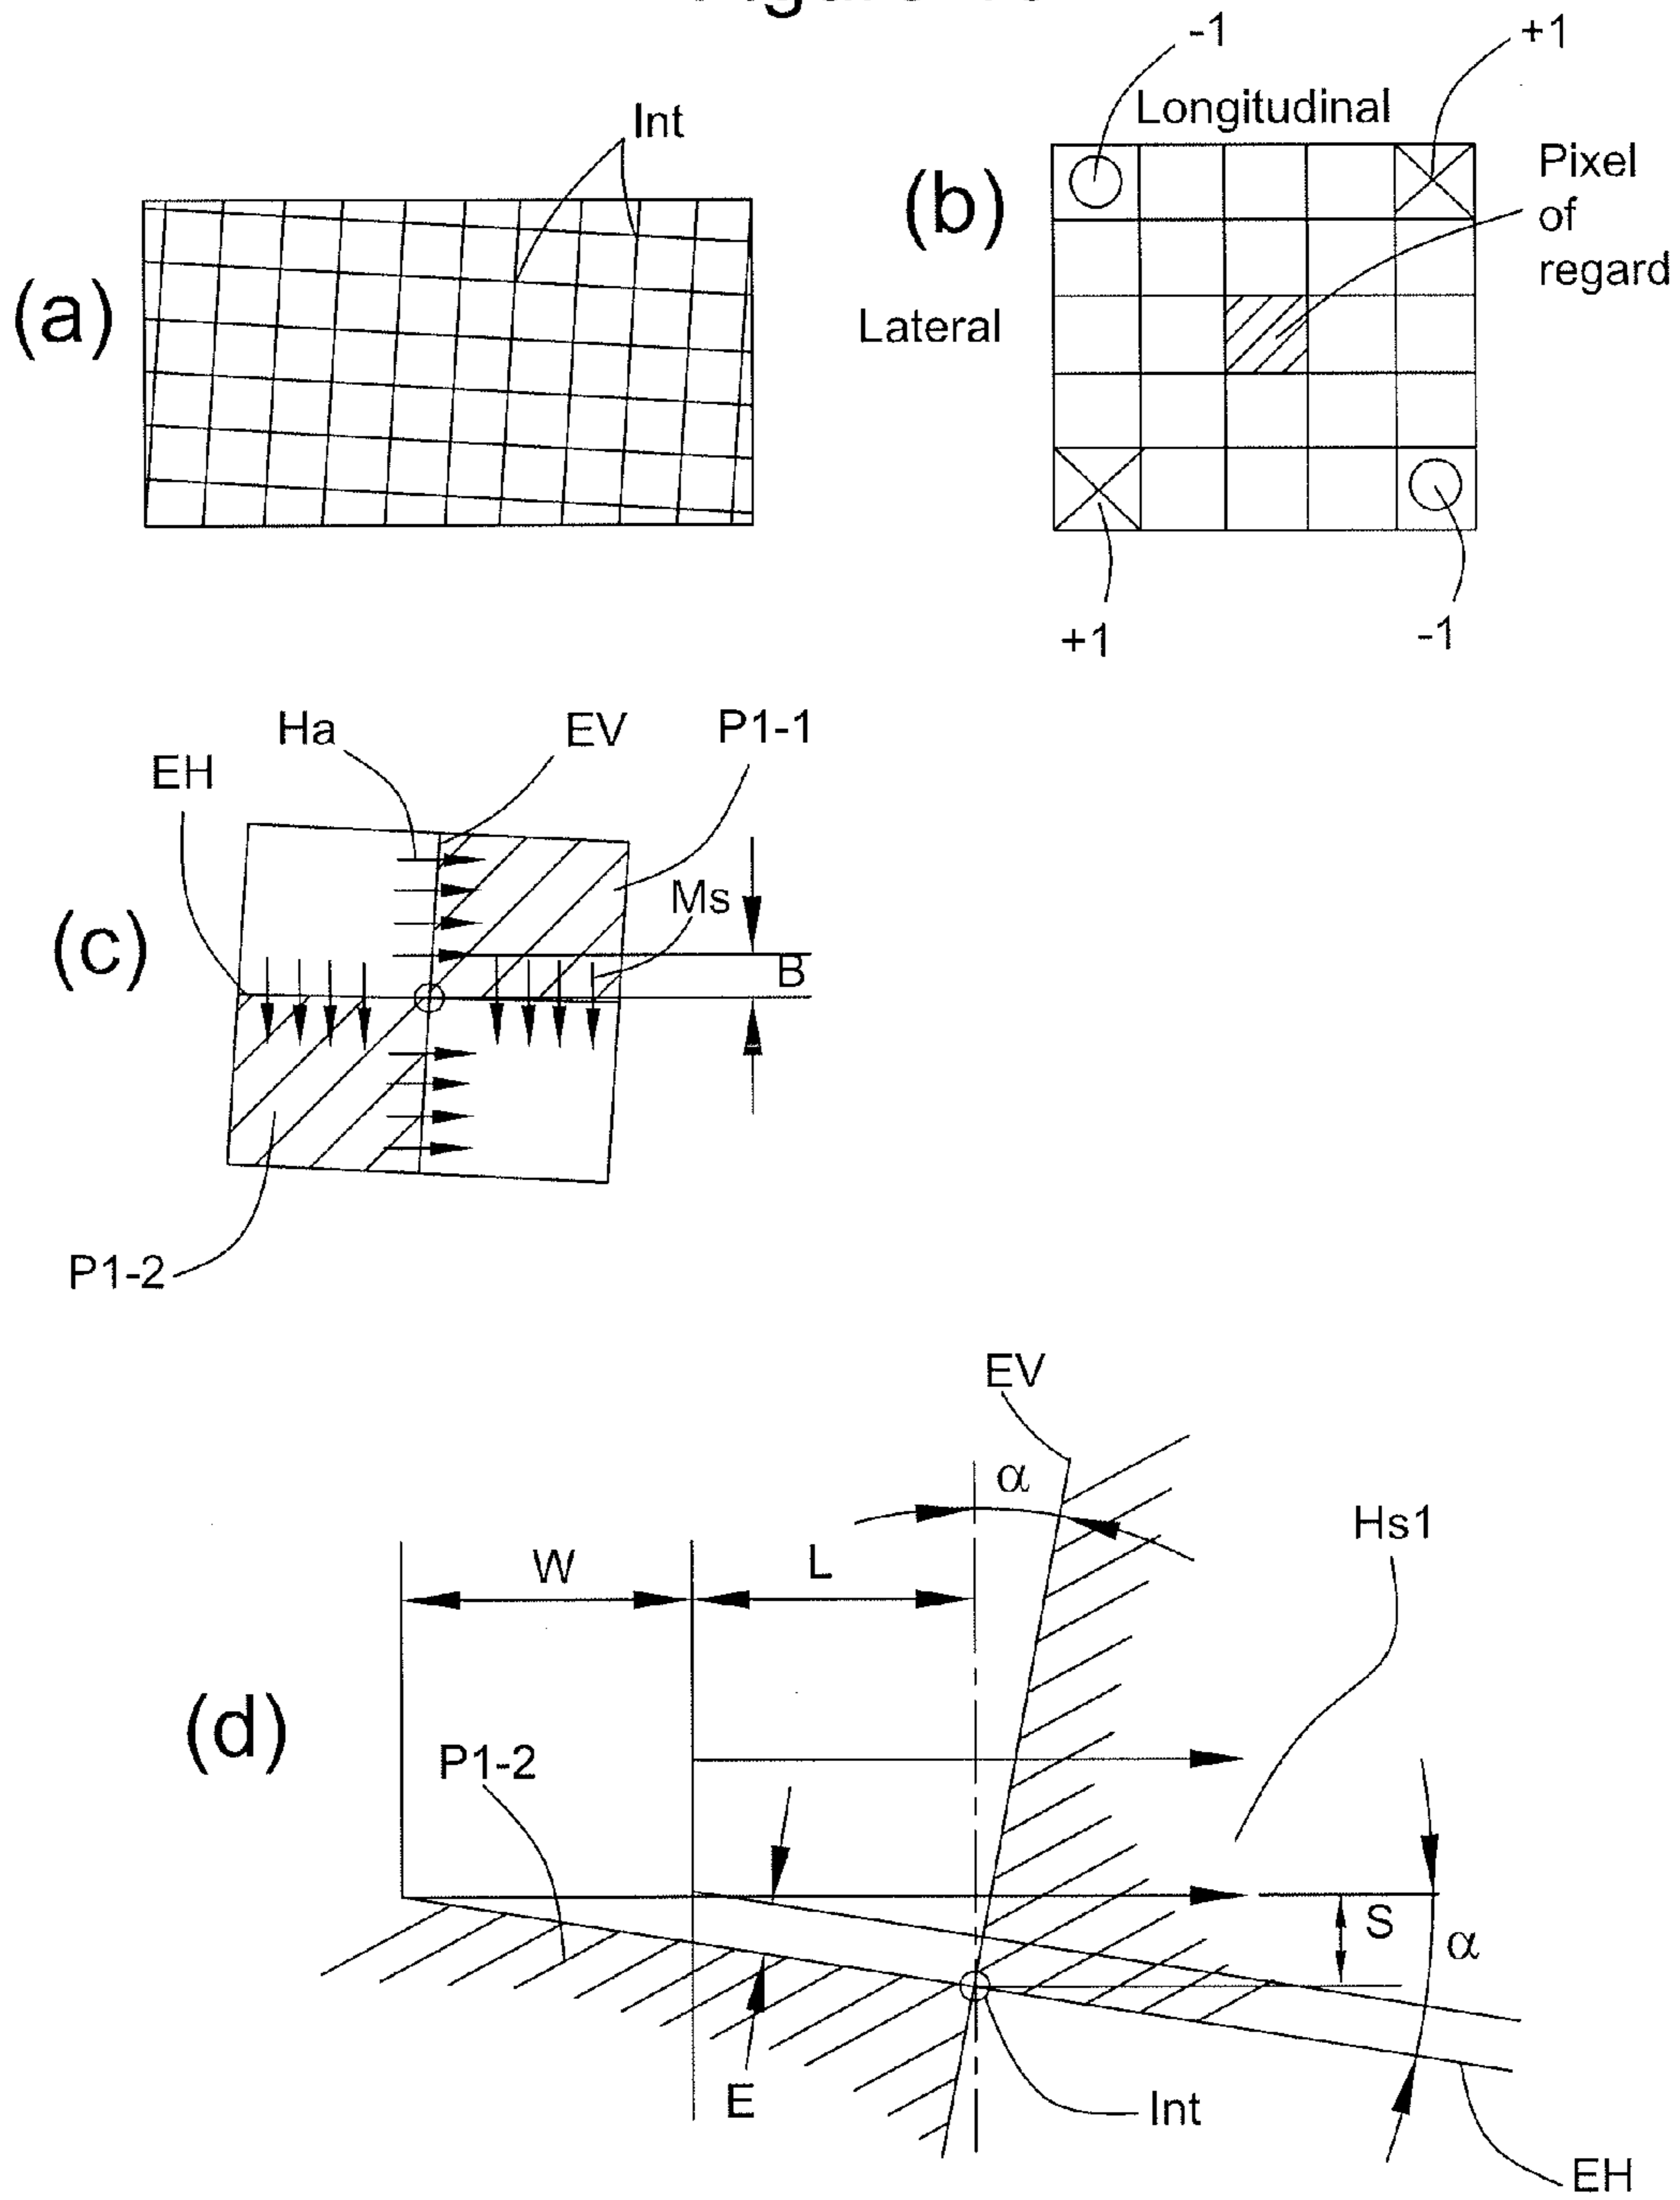 (a)
Int
(b)
-1
+1
Longitudinal
Lateral
Pixel
of
regard
+1
-1
(c)
Ha
EV
P1-1
EH
Ms
B
P1-2
(d)
EV
α
W
L
Hs1
P1-2
S
α
E
Int
EH